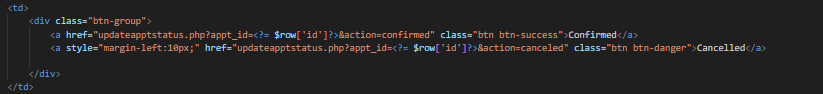 <td>
<div class="btn-group">
<a href="updateapptstatus.php?appt_id=<?= $row['id']?>&action=confirmed" class="btn btn-success">Confirmed</a>
<a style="margin-left:10px;" href="updateapptstatus.php?appt_id=<?= $row['id']?>&action=canceled" class="btn btn-danger">Cancelled</a>
</div>
</td>